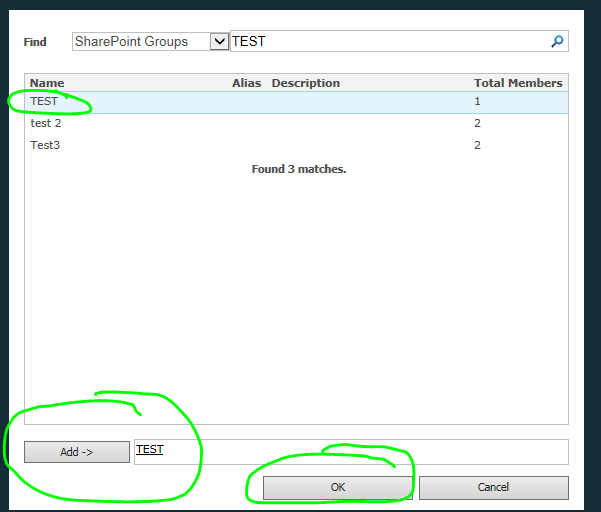 Find SharePoint Groups TEST
Name Alias Description Total Members
TEST 1
test 2 2
Test3 2
Found 3 matches.
Add -> TEST
OK Cancel